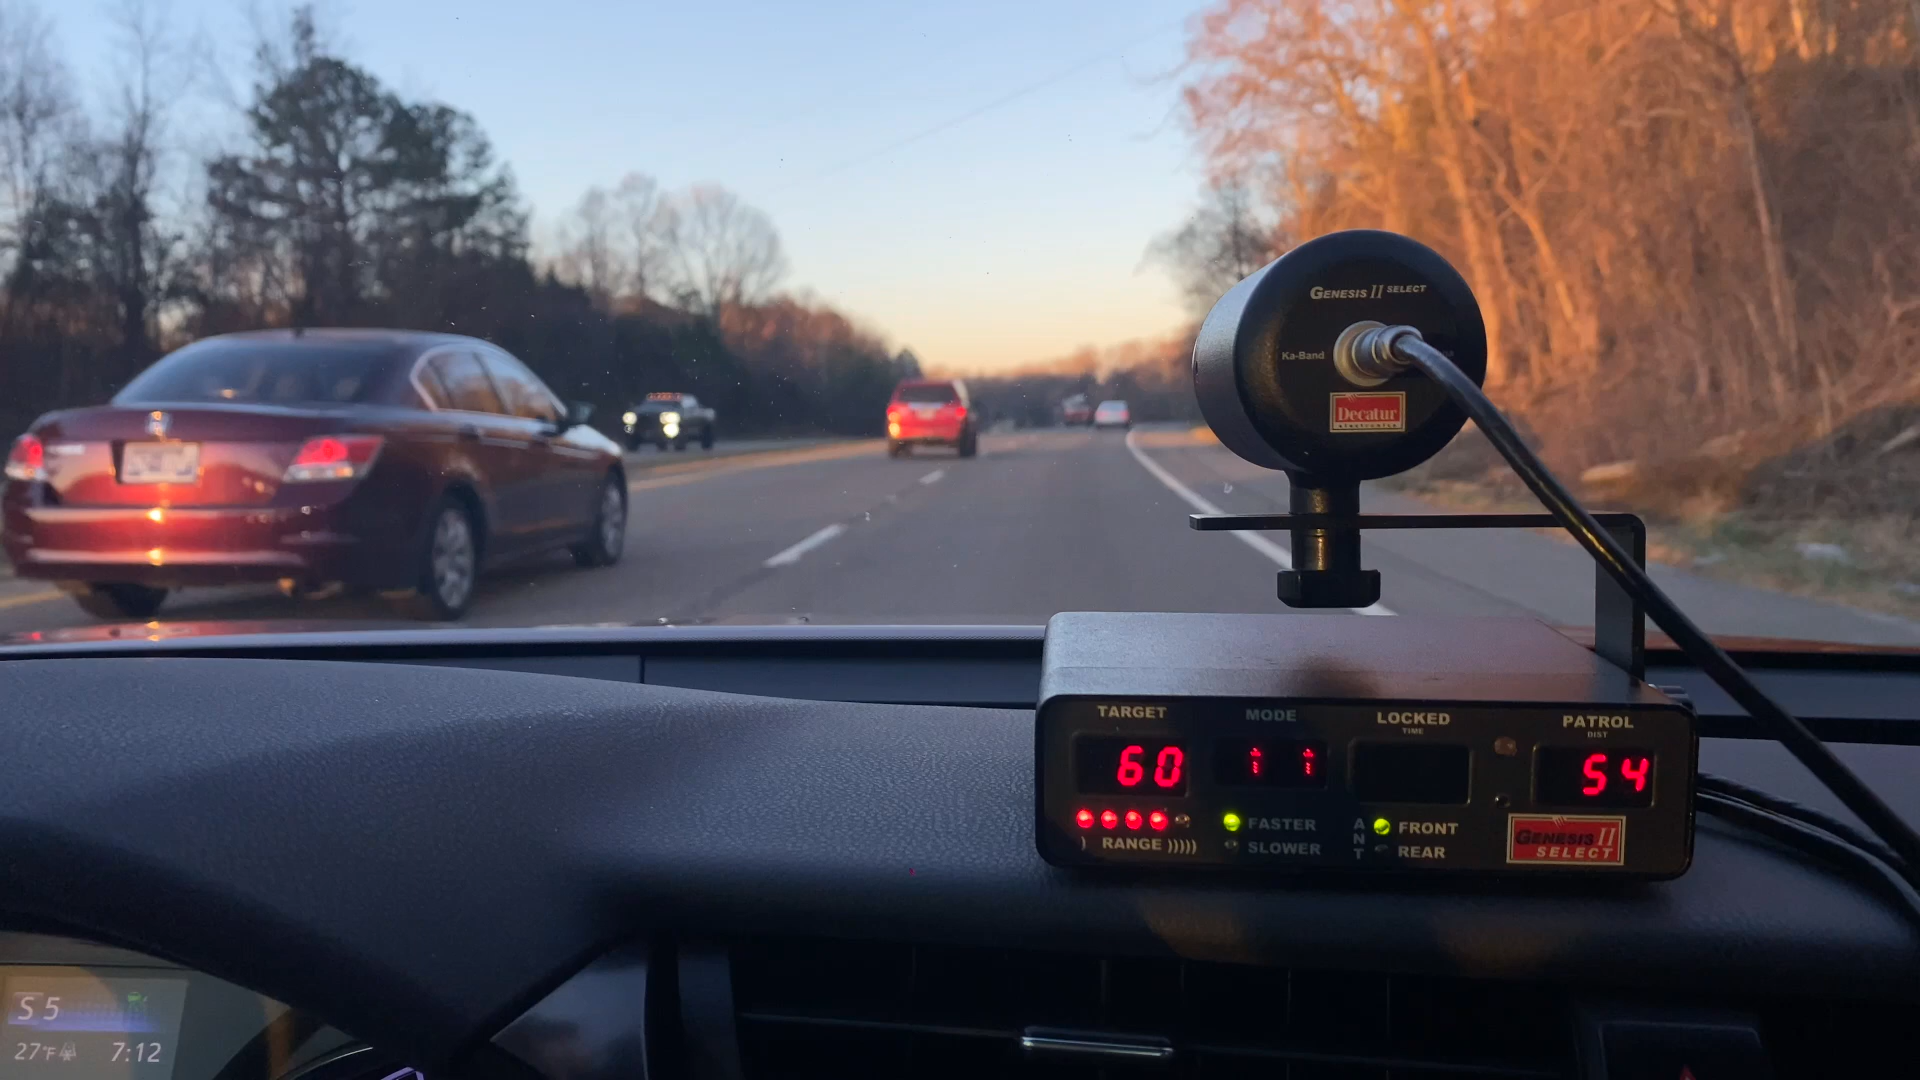 GENESIS II SELECT
Ka-Band
Decatur
TARGET
MODE
LOCKED
PATROL
TIME
DIST
60
54
FASTER
SLOWER
RANGE
ANT
FRONT
REAR
GENESIS II
SELECT
S 5
27°F
7:12